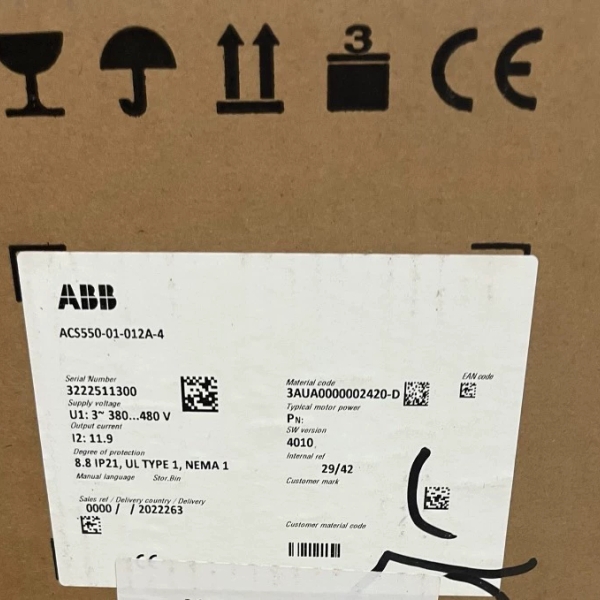 3
CE
ABB
ACS550-01-012A-4
Serial Number
3222511300
Supply voltage
U1: 3~ 380...480 V
Output current
I2: 11.9
Degree of protection
8.8 IP21, UL TYPE 1, NEMA 1
Manual language Stor.Bin
Sales ref / Delivery country / Delivery
0000 / / 2022263
Material code
3AUA0000002420-D
Typical motor power
PN:
SW version
4010
Internal ref
29/42
Customer mark
Customer material code
EAN code
CE